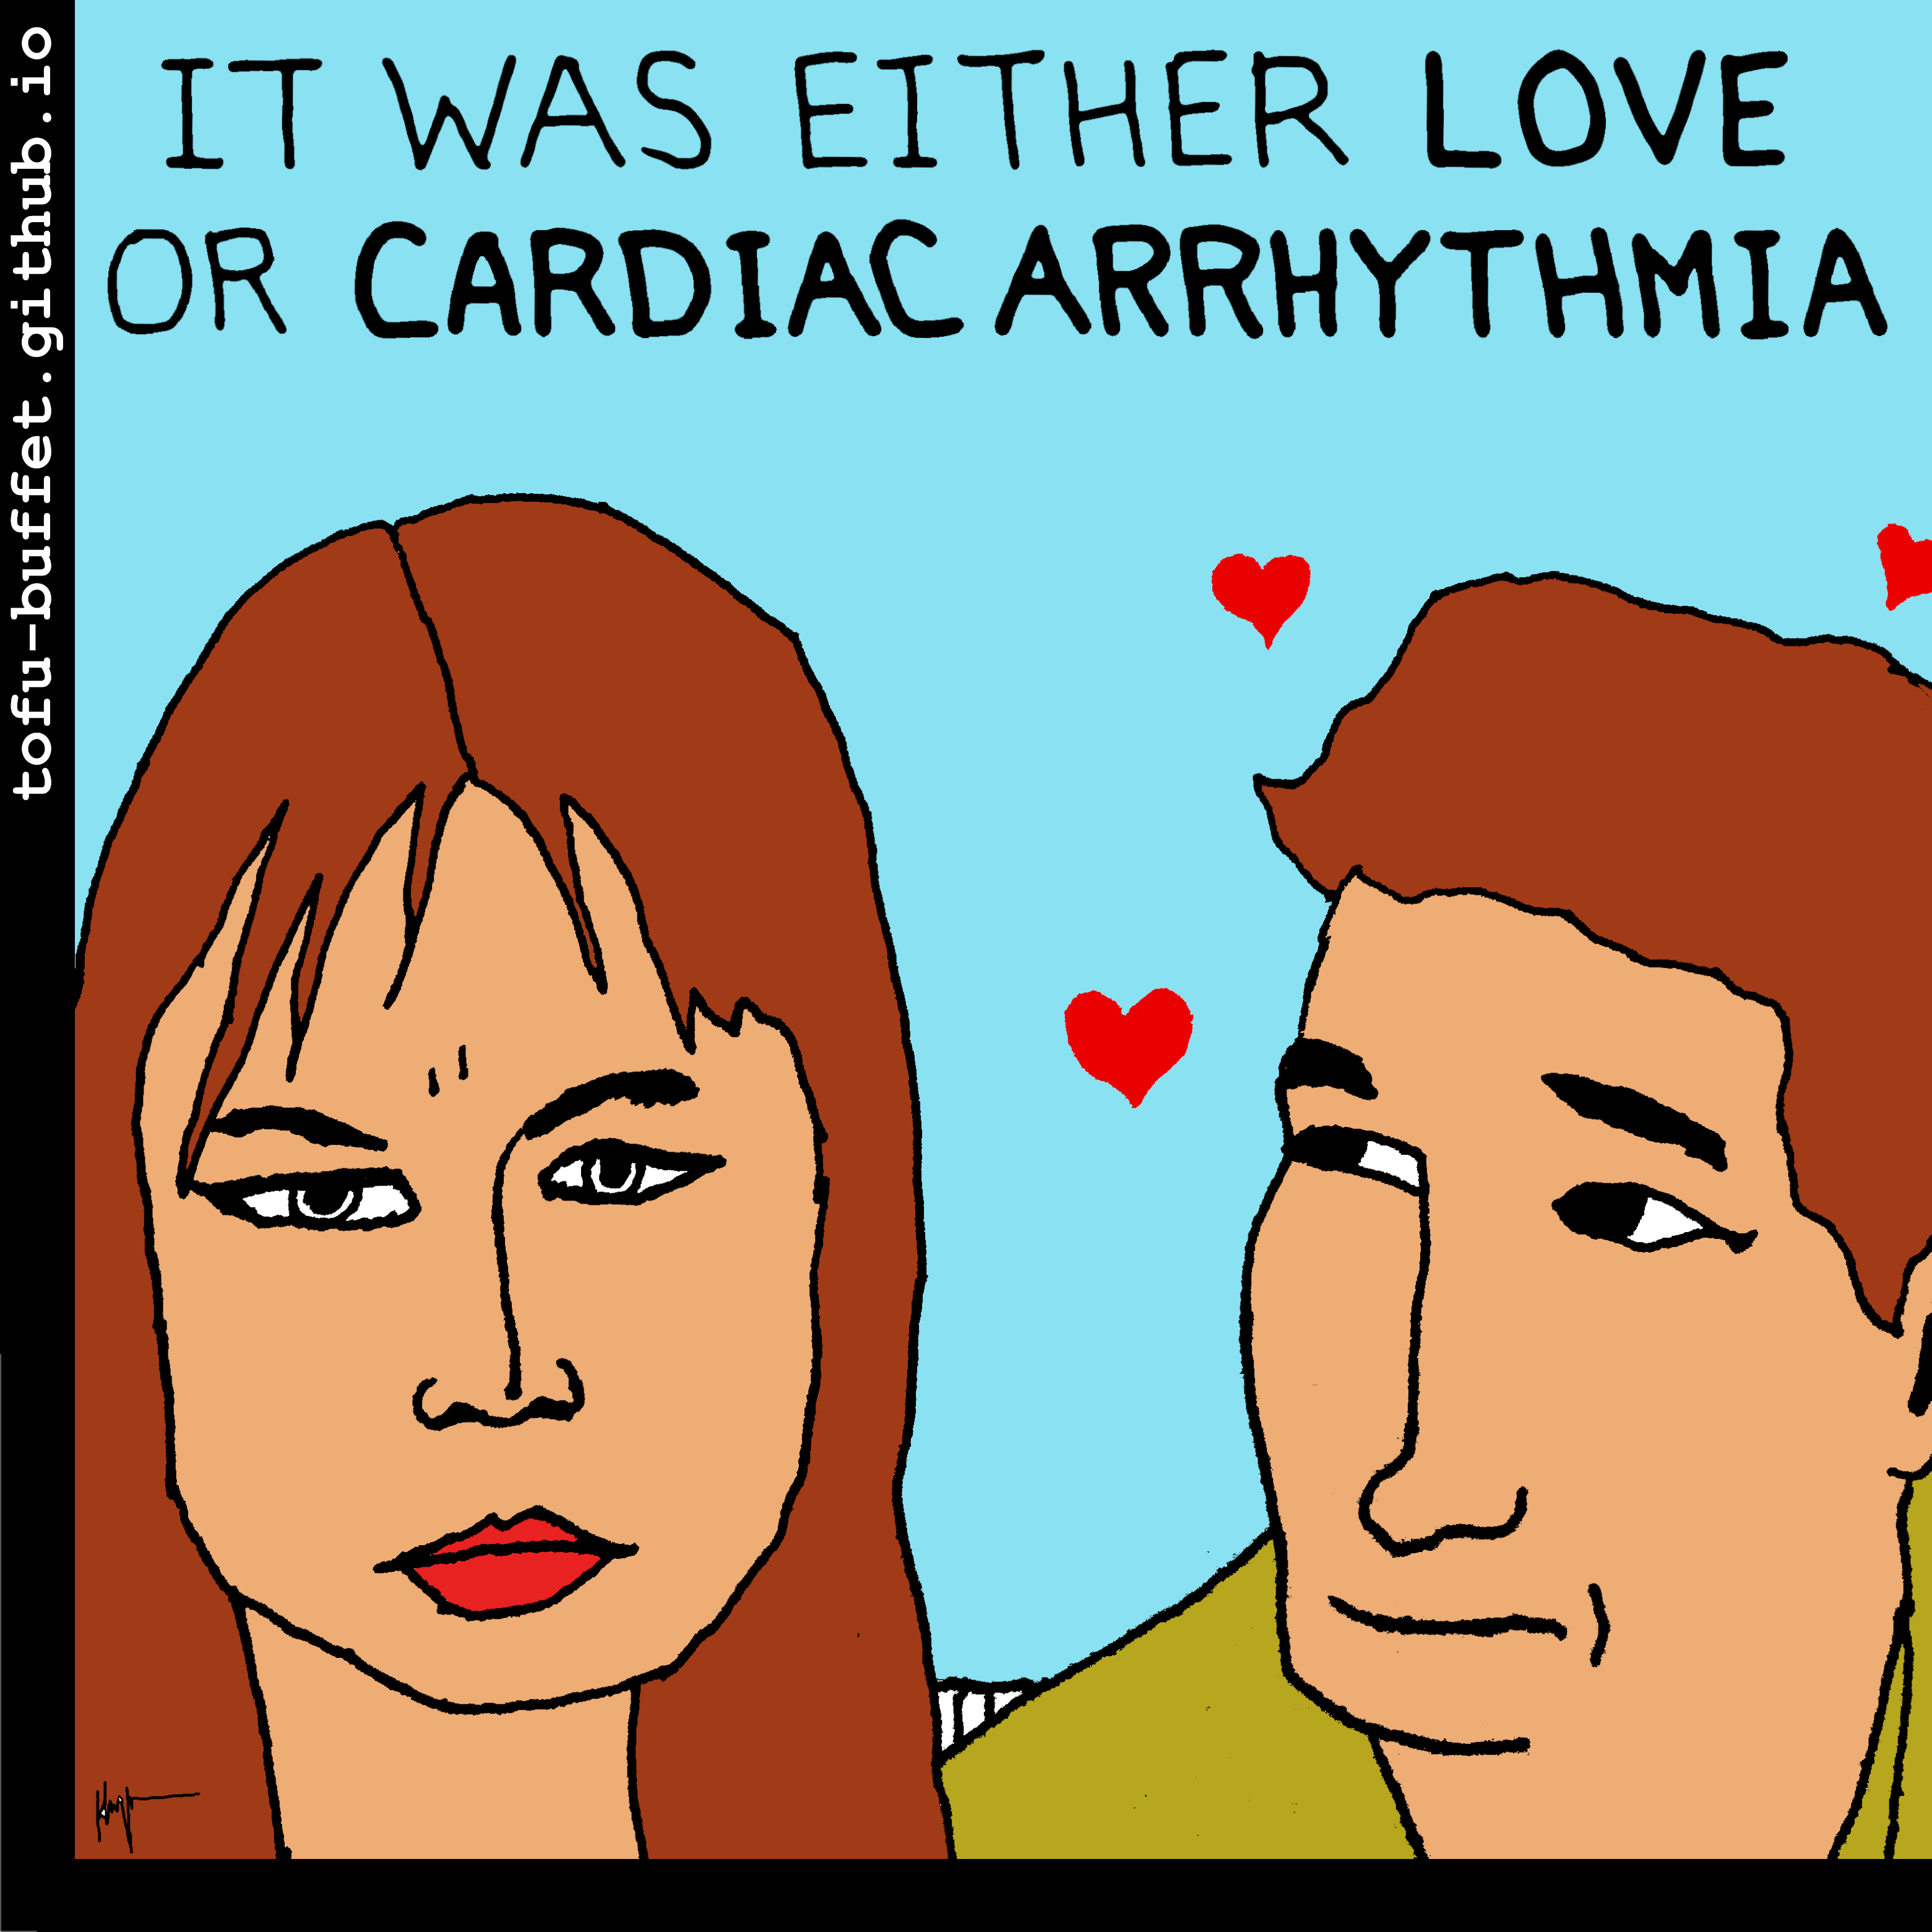 IT WAS EITHER LOVE
OR CARDIAC ARRHYTHMIA
tofu-buffet.github.io